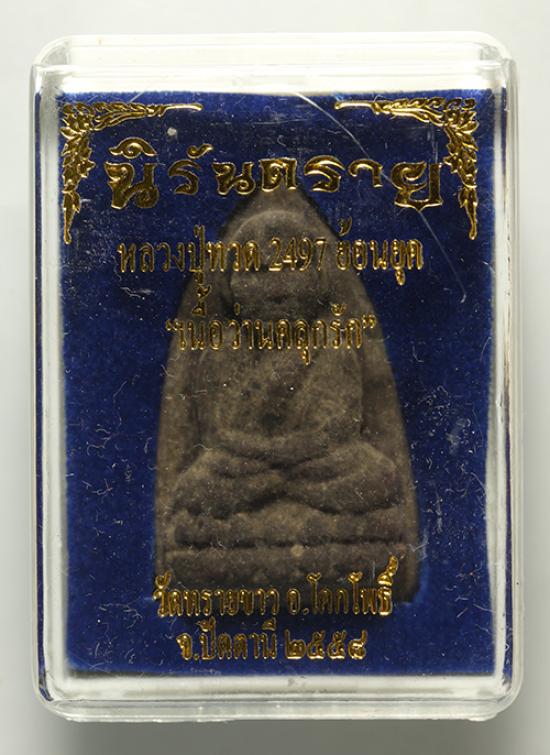 นิรันตราย
หลวงปู่ทวด 2497 ย้อนยุค
"เนื้อว่านคลุกรัก"
วัดทรายขาว อ.โคกโพธิ์
จ.ปัตตานี ๒๕๕๘